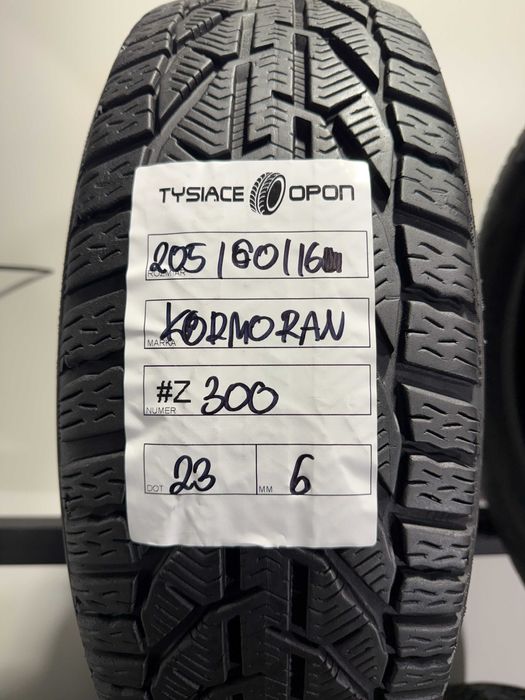 TYSIACE OPON
205/60/16
ROZMIAR
KORMORAN
MARKA
#Z 300
NUMER
23 6
DOT MM